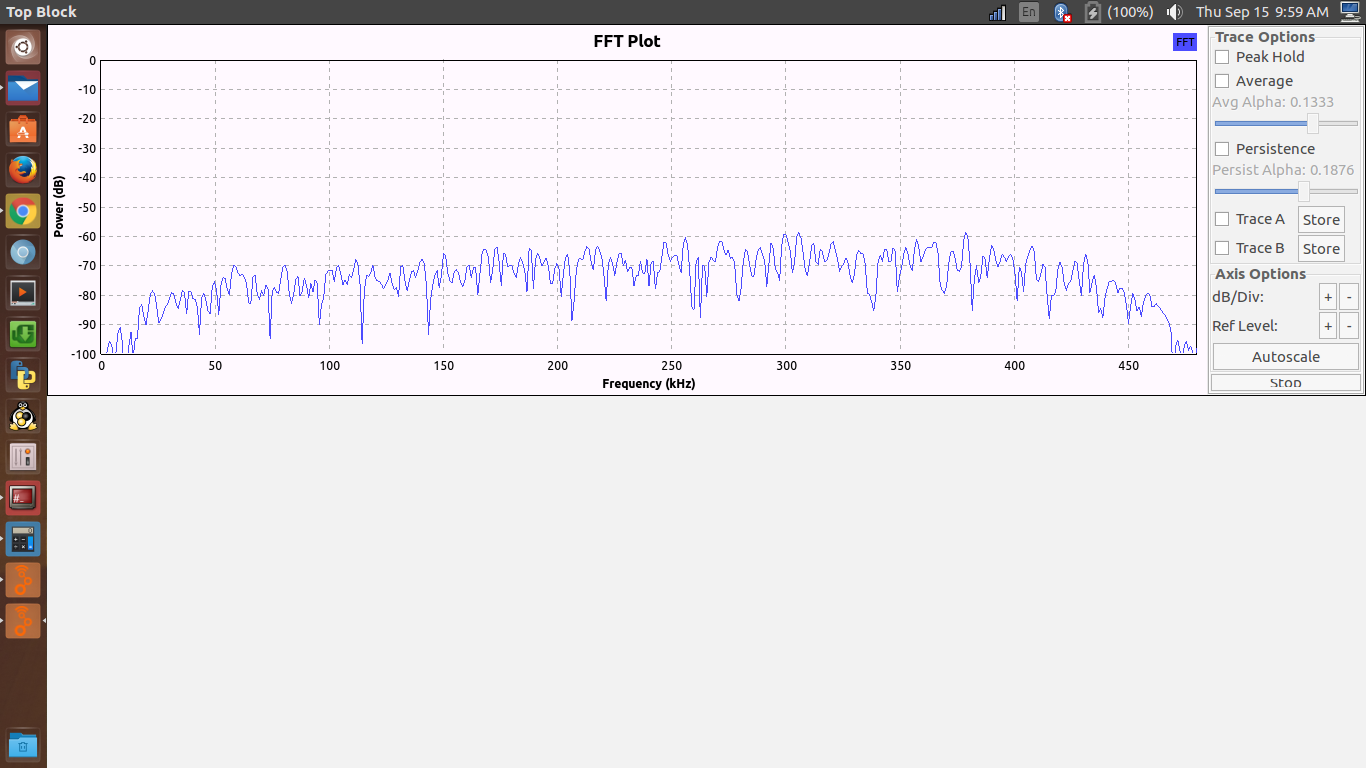 Top Block
En
(100%)
Thu Sep 15 9:59 AM
FFT Plot
FFT
0
-10
-20
-30
-40
-50
-60
-70
-80
-90
-100
Power (dB)
0 50 100 150 200 250 300 350 400 450
Frequency (kHz)
Trace Options
Peak Hold
Average
Avg Alpha: 0.1333
Persistence
Persist Alpha: 0.1876
Trace A Store
Trace B Store
Axis Options
dB/Div: + -
Ref Level: + -
Autoscale
Stop